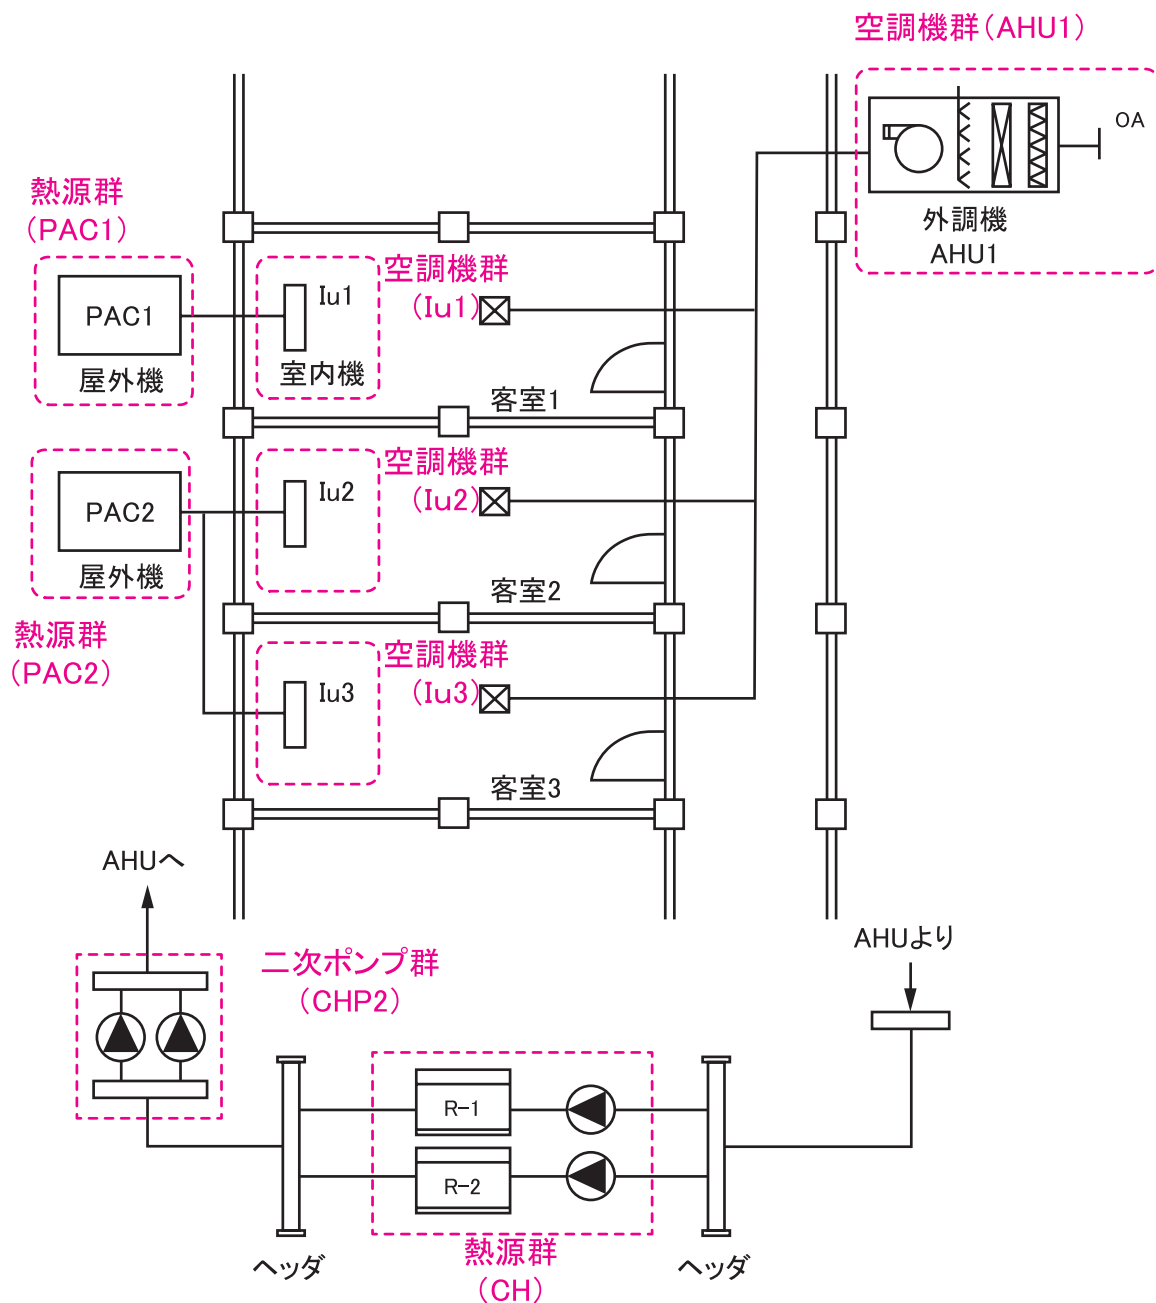 空調機群(AHU1)
OA
外調機
AHU1
熱源群
(PAC1)
PAC1
屋外機
Iu1
室内機
空調機群
(Iu1)
客室1
PAC2
屋外機
熱源群
(PAC2)
Iu2
空調機群
(Iu2)
客室2
Iu3
空調機群
(Iu3)
客室3
AHUへ
二次ポンプ群
(CHP2)
AHUより
R-1
R-2
ヘッダ
熱源群
(CH)
ヘッダ